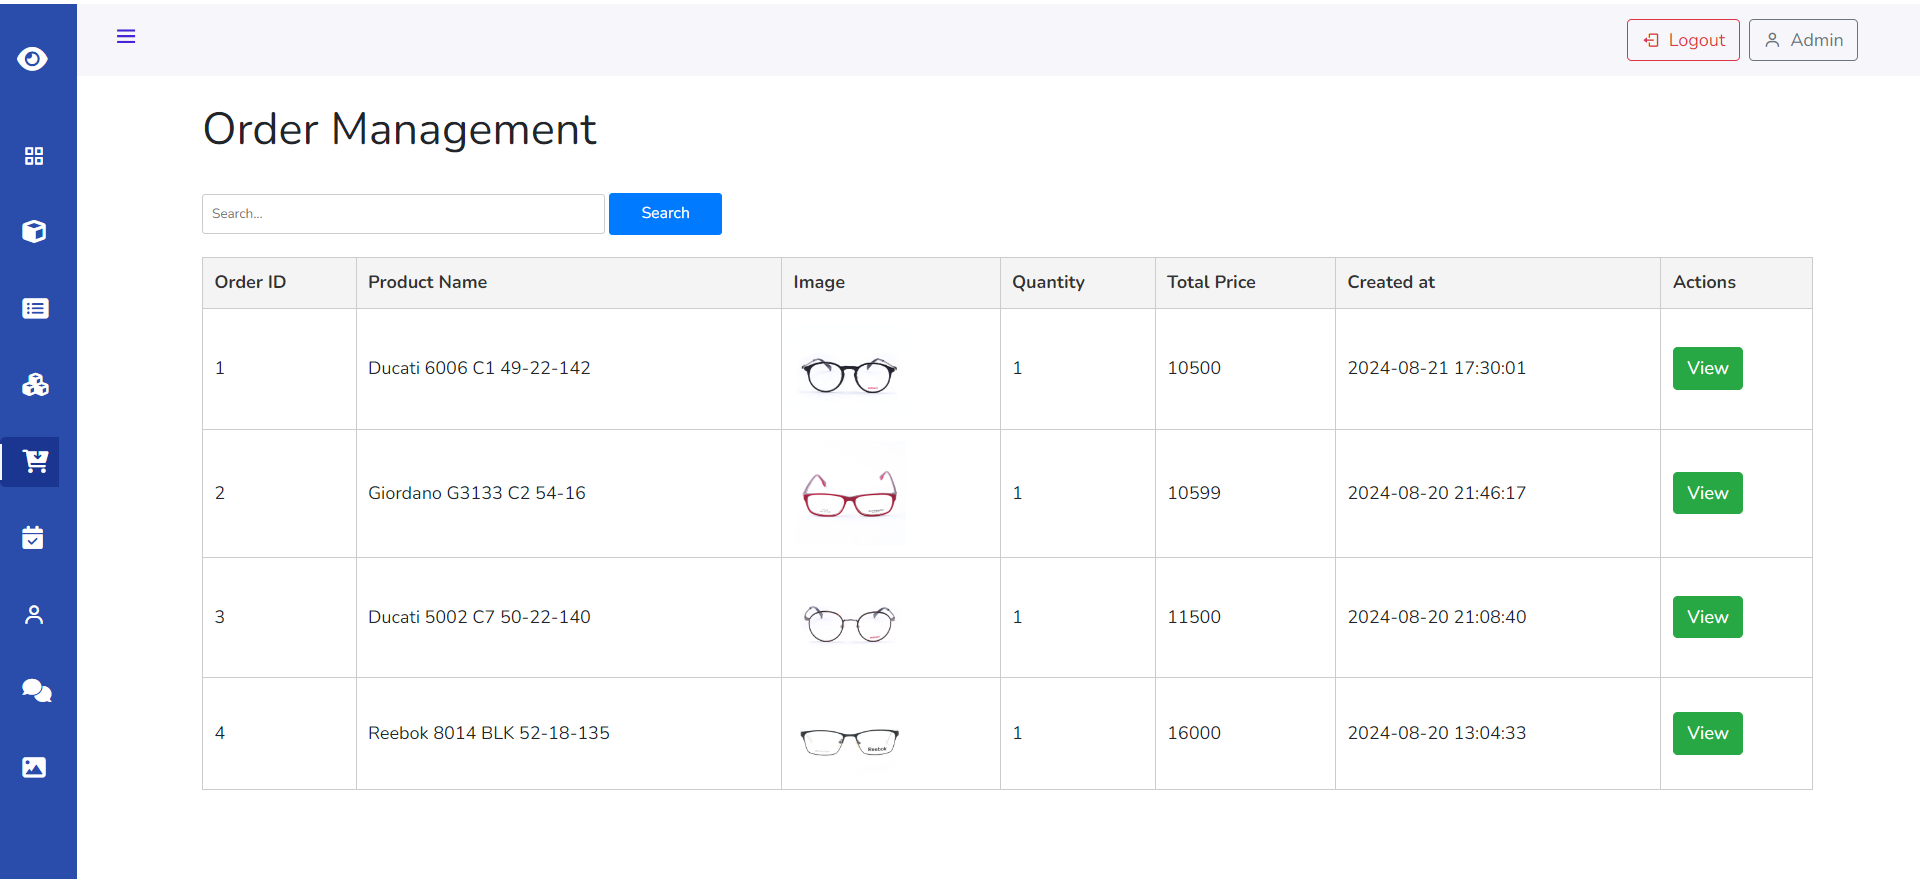 Logout Admin
Order Management
Search... Search
Order ID Product Name Image Quantity Total Price Created at Actions
1 Ducati 6006 C1 49-22-142 1 10500 2024-08-21 17:30:01 View
2 Giordano G3133 C2 54-16 1 10599 2024-08-20 21:46:17 View
3 Ducati 5002 C7 50-22-140 1 11500 2024-08-20 21:08:40 View
4 Reebok 8014 BLK 52-18-135 Reebok 1 16000 2024-08-20 13:04:33 View